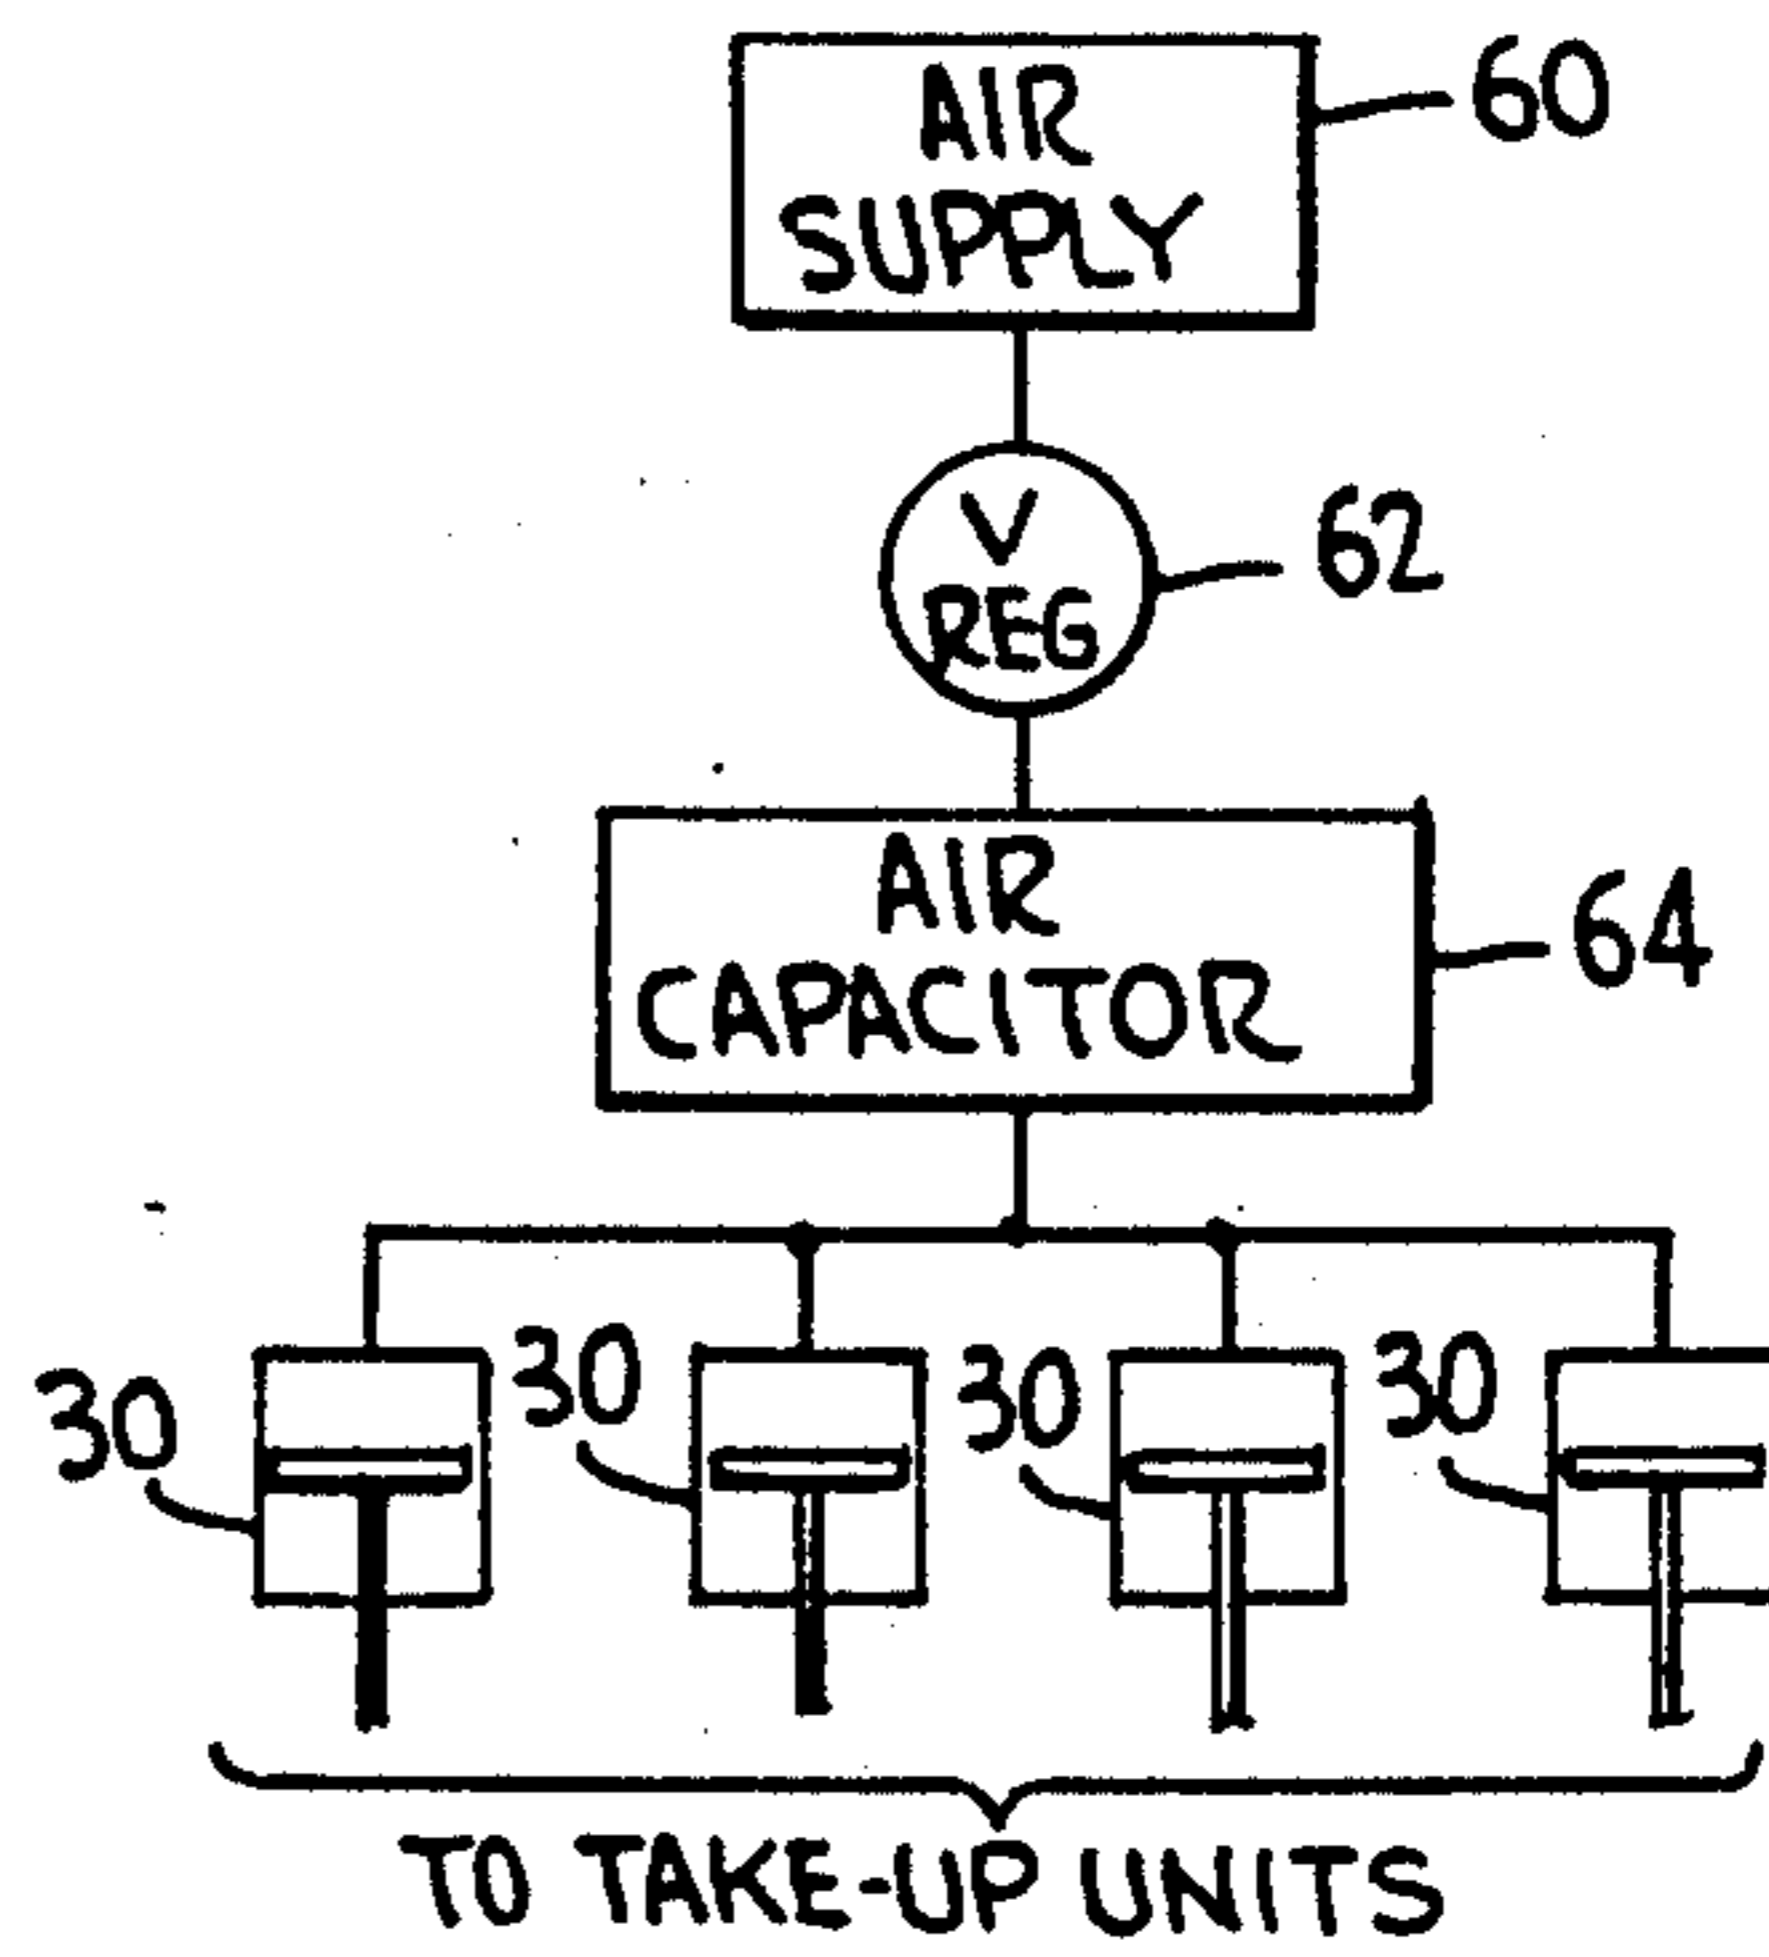 AIR
SUPPLY
60
V
REG
62
AIR
CAPACITOR
64
30
30
30
30
TO TAKE-UP UNITS